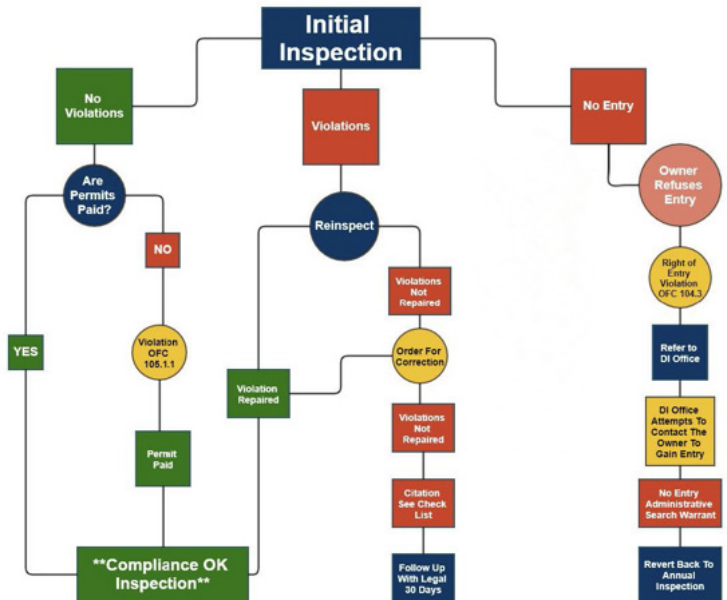 Initial
Inspection
No
Violations
Violations
No Entry
Are
Permits
Paid?
Reinspect
Owner
Refuses
Entry
NO
Violations
Not
Repaired
Right of
Entry
Violation
OFC 104.3
YES
Violation
OFC
105.1.1
Order For
Correction
Refer to
DI Office
Violation
Repaired
Violations
Not
Repaired
DI Office
Attempts To
Contact The
Owner To
Gain Entry
Permit
Paid
Citation
See Check
List
No Entry
Administrative
Search Warrant
**Compliance OK
Inspection**
Follow Up
With Legal
30 Days
Revert Back To
Annual
Inspection